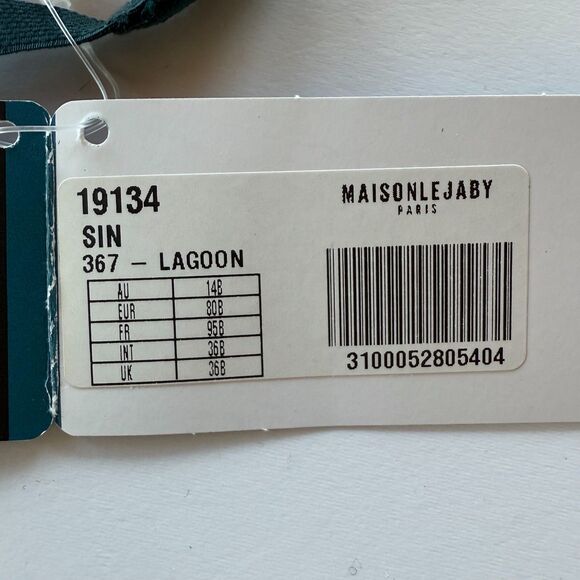 19134
SIN
367 – LAGOON
AU 14B
EUR 80B
FR 95B
INT 36B
UK 36B
MAISONLEJABY
PARIS
3100052805404